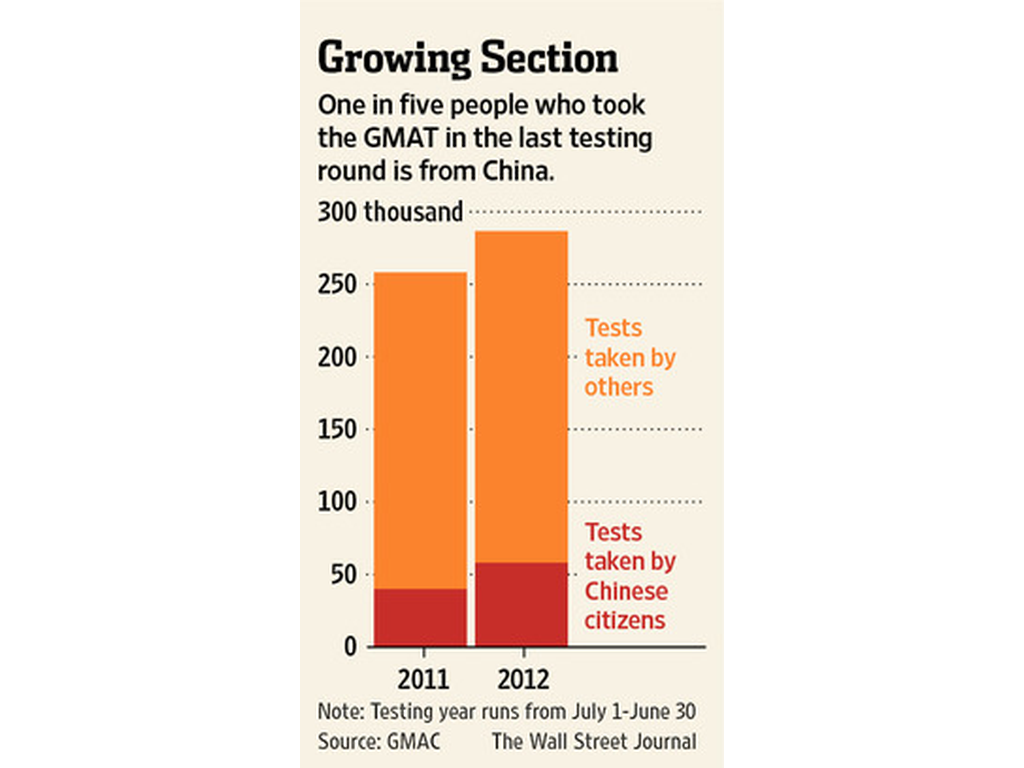 Growing Section
One in five people who took
the GMAT in the last testing
round is from China.
300 thousand
250
200
150
100
50
0
Tests
taken by
others
Tests
taken by
Chinese
citizens
2011 2012
Note: Testing year runs from July 1-June 30
Source: GMAC The Wall Street Journal